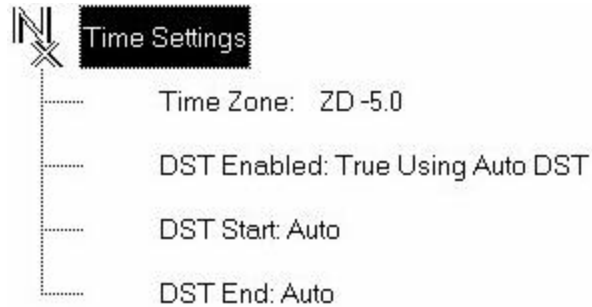 Nx
Time Settings
Time Zone: ZD -5.0
DST Enabled: True Using Auto DST
DST Start: Auto
DST End: Auto